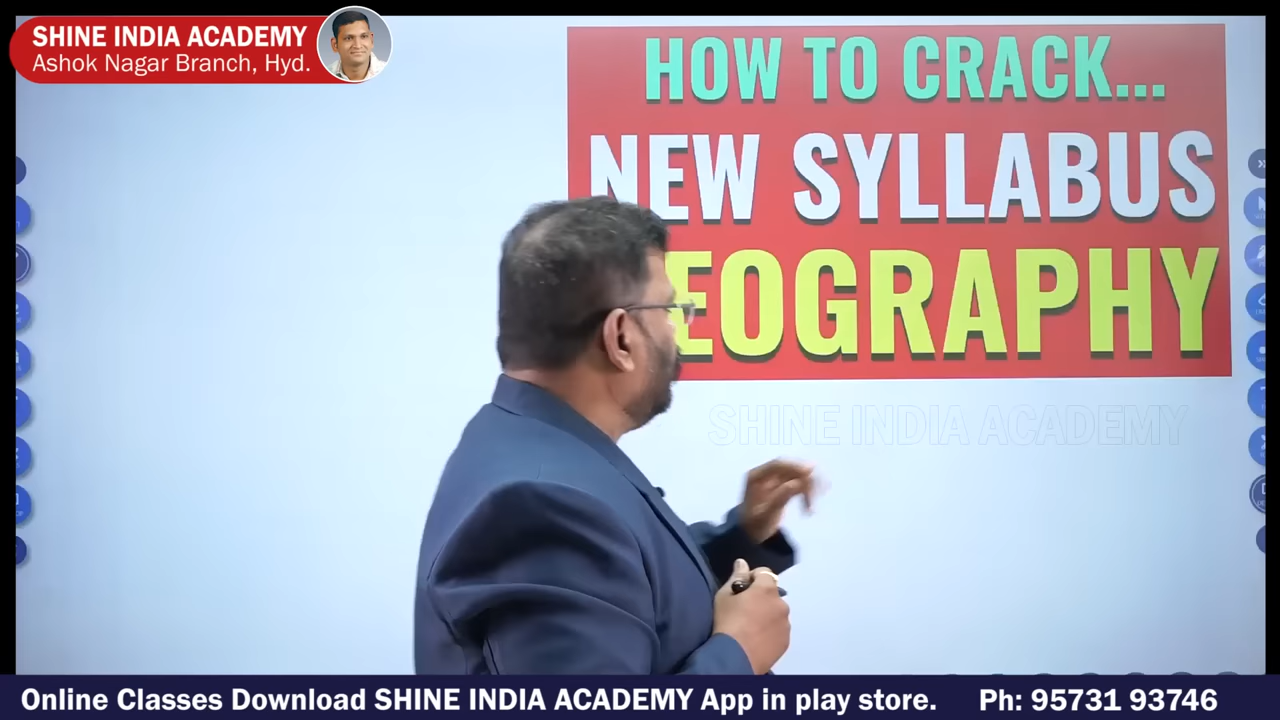 SHINE INDIA ACADEMY
Ashok Nagar Branch, Hyd.
HOW TO CRACK...
NEW SYLLABUS
EOGRAPHY
SHINE INDIA ACADEMY
Online Classes Download SHINE INDIA ACADEMY App in play store. Ph: 95731 93746